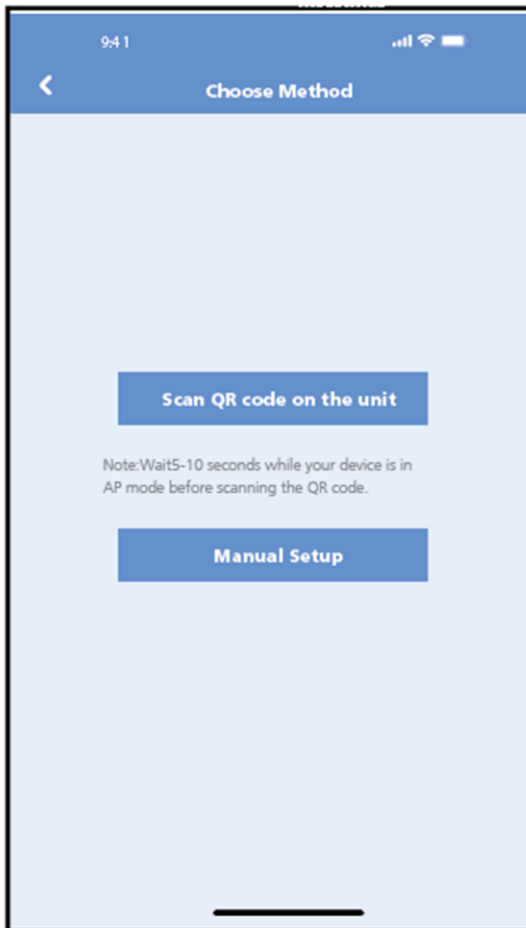 9:41
Choose Method
Scan QR code on the unit
Note:Wait5-10 seconds while your device is in
AP mode before scanning the QR code.
Manual Setup